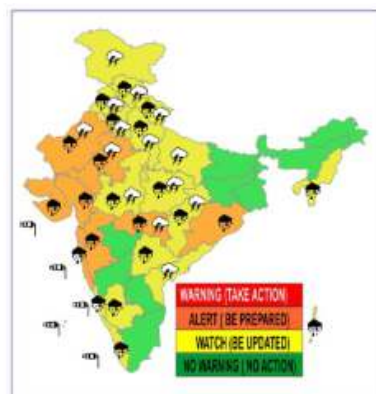 WARNING (TAKE ACTION)
ALERT ( BE PREPARED)
WATCH (BE UPDATED)
NO WARNING ( NO ACTION)